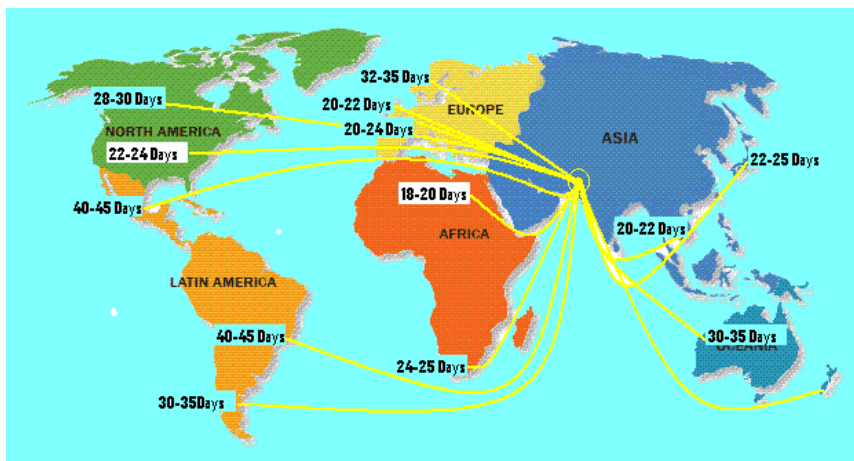 32-35 Days
28-30 Days
20-22 Days
EUROPE
20-24 Days
NORTH AMERICA
ASIA
22-24 Days
22-25 Days
18-20 Days
40-45 Days
20-22 Days
AFRICA
LATIN AMERICA
40-45 Days
30-35 Days
OCEANIA
24-25 Days
30-35Days